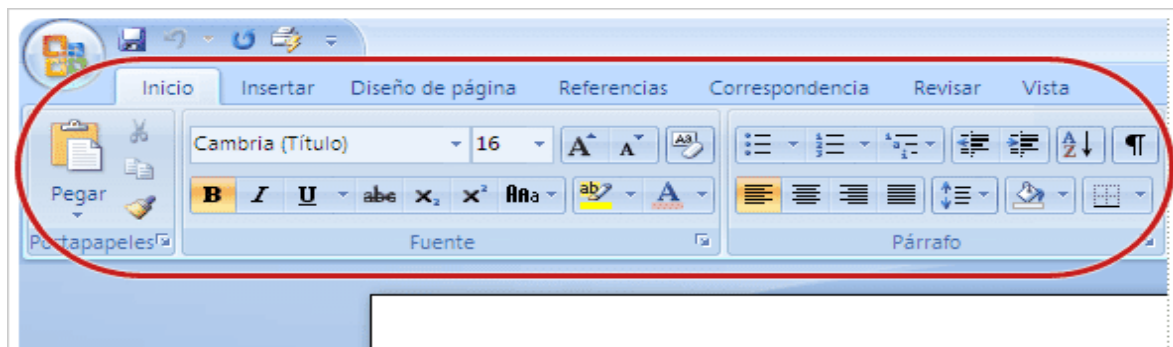 Inicio Insertar Diseño de página Referencias Correspondencia Revisar Vista
Cambria (Título) 16
Pegar
Portapapeles Fuente Párrafo